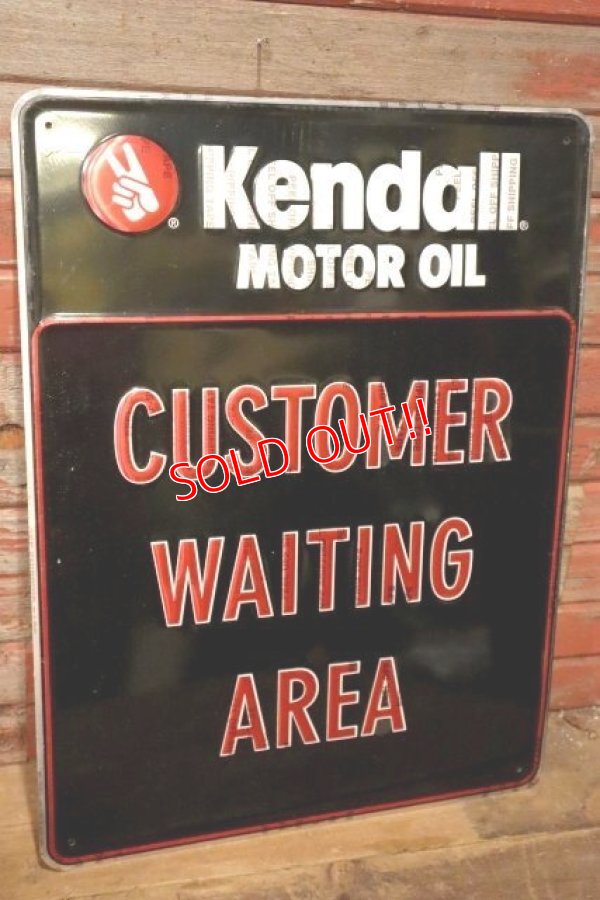 Kendall®
MOTOR OIL
CUSTOMER
SOLD OUT!!
WAITING
AREA